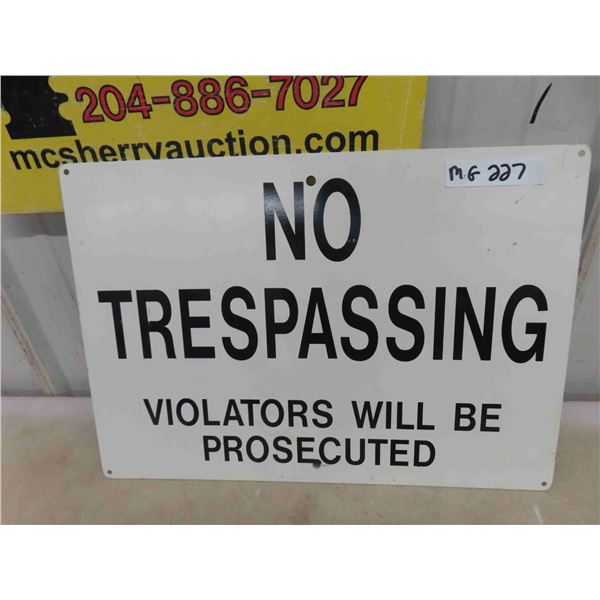 204-886-7027
mcsherryauction.com
MG 227
NO
TRESPASSING
VIOLATORS WILL BE
PROSECUTED